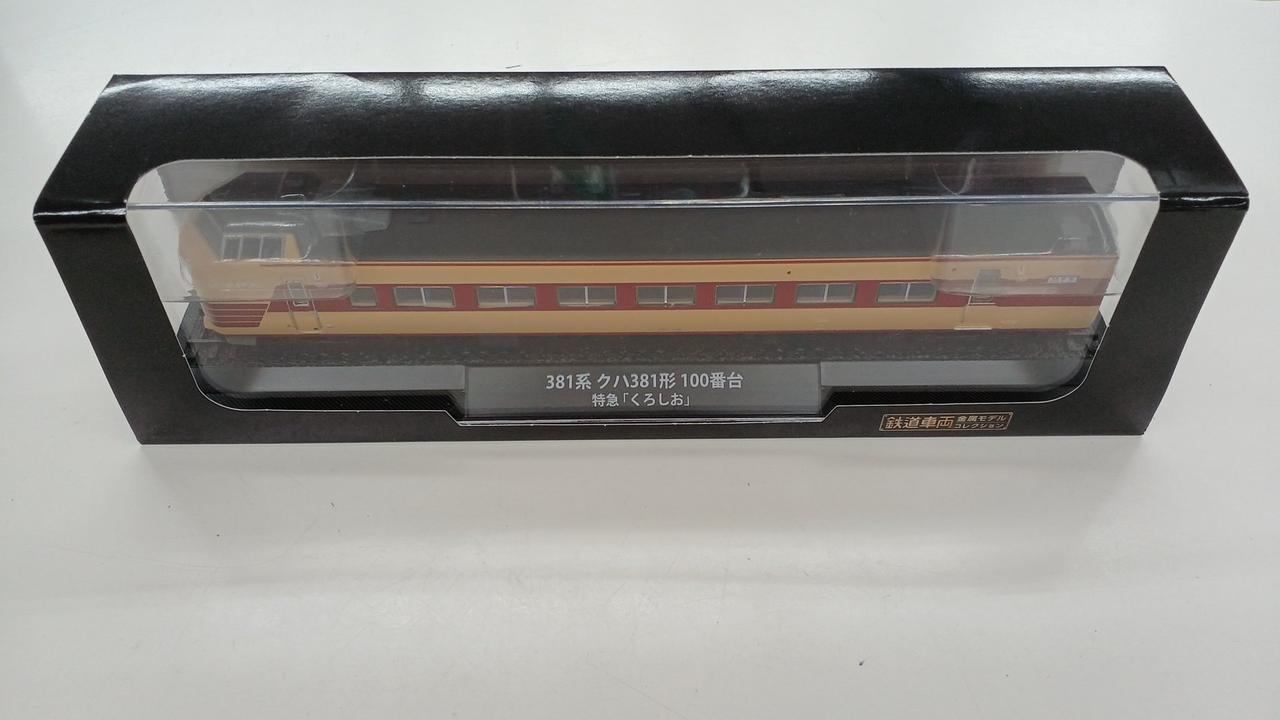 381系 クハ381形 100番台
特急「くろしお」
鉄道車両 金属モデル
コレクション